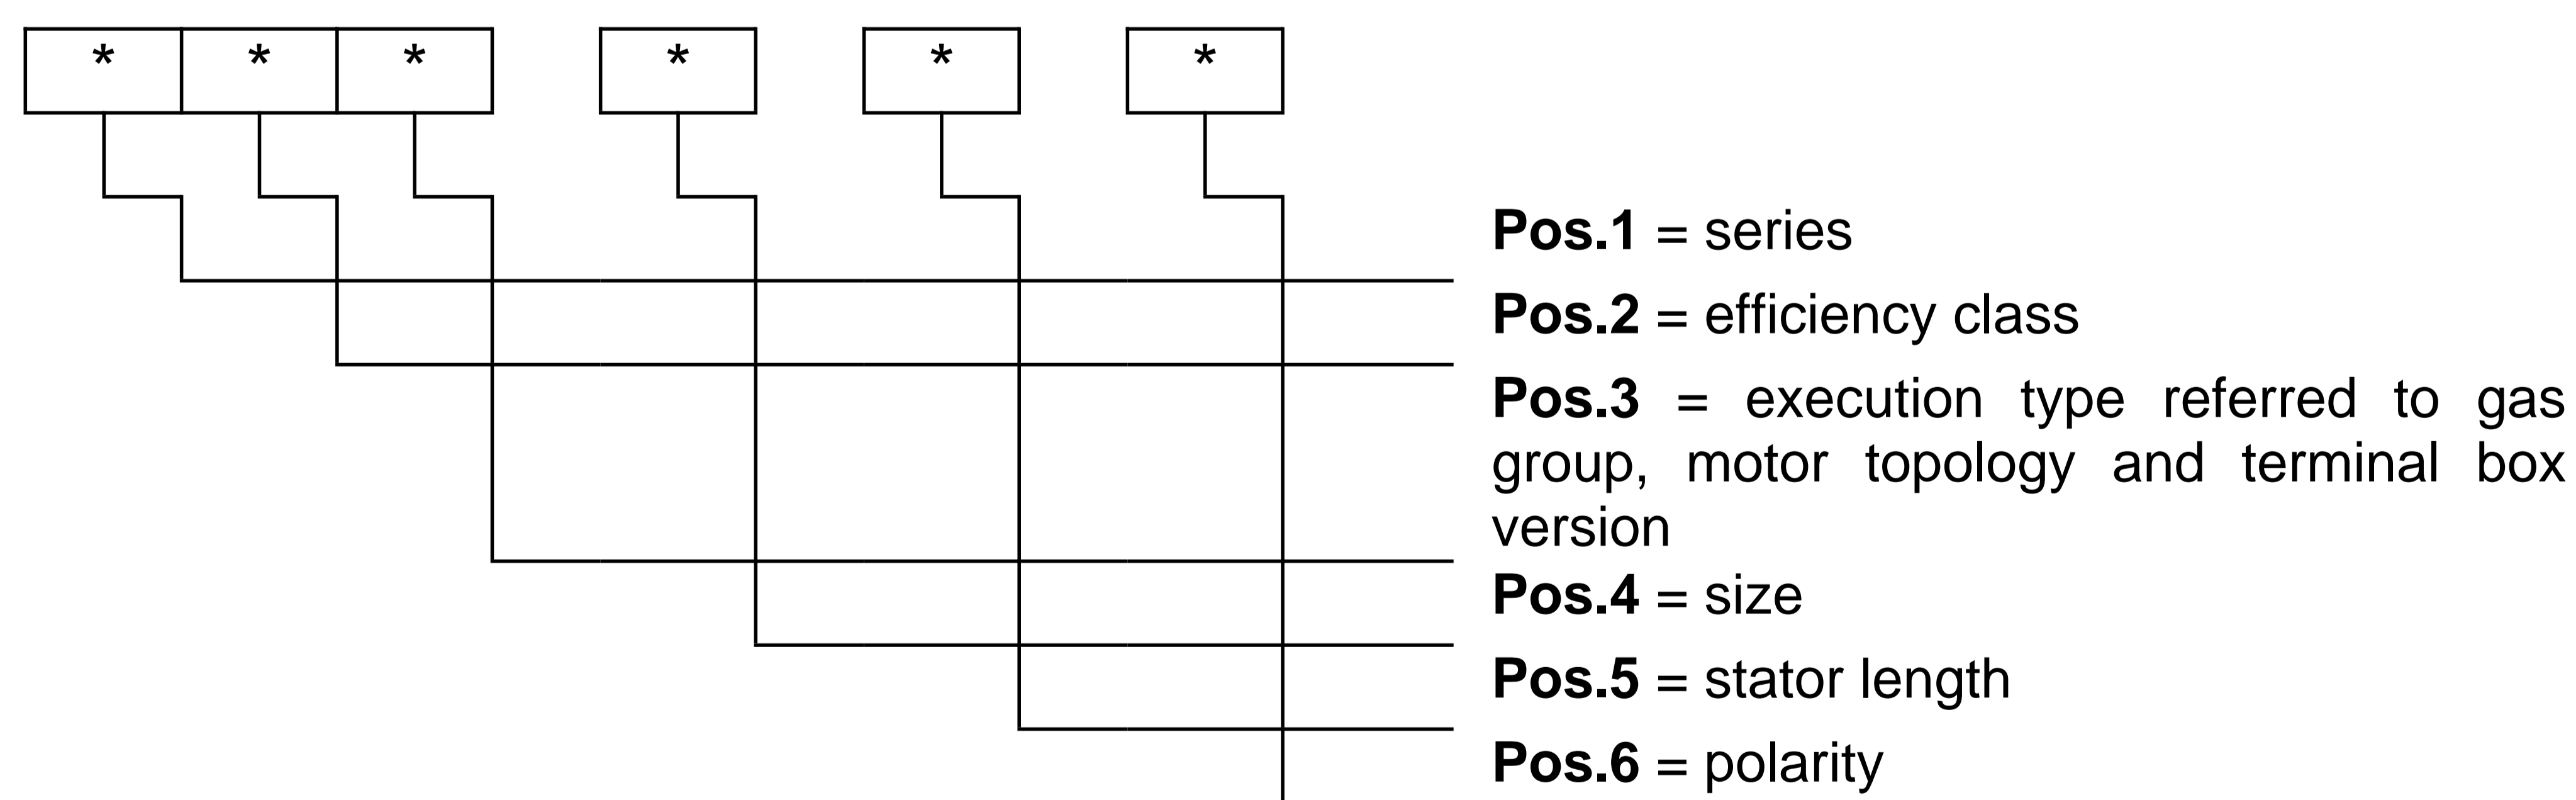 * * * * * *
Pos.1 = series
Pos.2 = efficiency class
Pos.3 = execution type referred to gas
group, motor topology and terminal box
version
Pos.4 = size
Pos.5 = stator length
Pos.6 = polarity